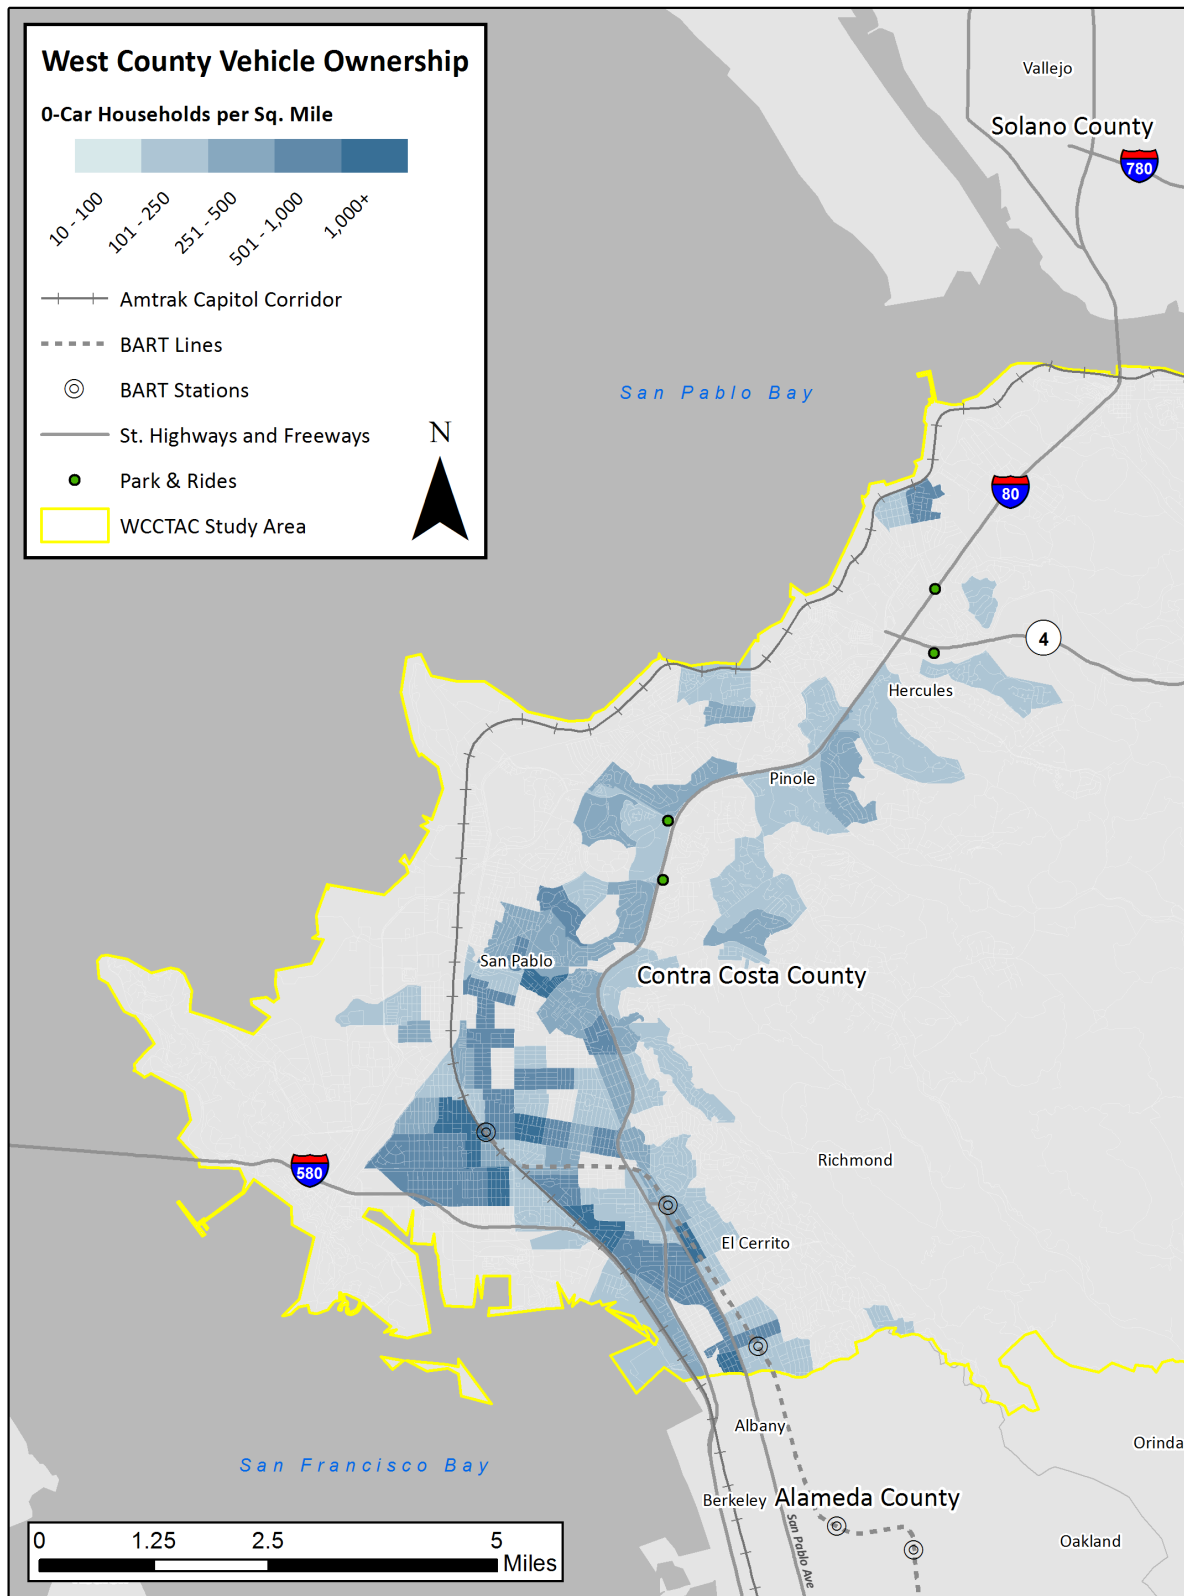 West County Vehicle Ownership
0-Car Households per Sq. Mile
10 - 100
101 - 250
251 - 500
501 - 1,000
1,000+
Amtrak Capitol Corridor
BART Lines
BART Stations
St. Highways and Freeways
Park & Rides
WCCTAC Study Area
N
Vallejo
Solano County
780
San Pablo Bay
80
4
Hercules
Pinole
San Pablo
Contra Costa County
Richmond
580
El Cerrito
Albany
Orinda
San Francisco Bay
Berkeley
Alameda County
San Pablo Ave
Oakland
0 1.25 2.5 5
Miles